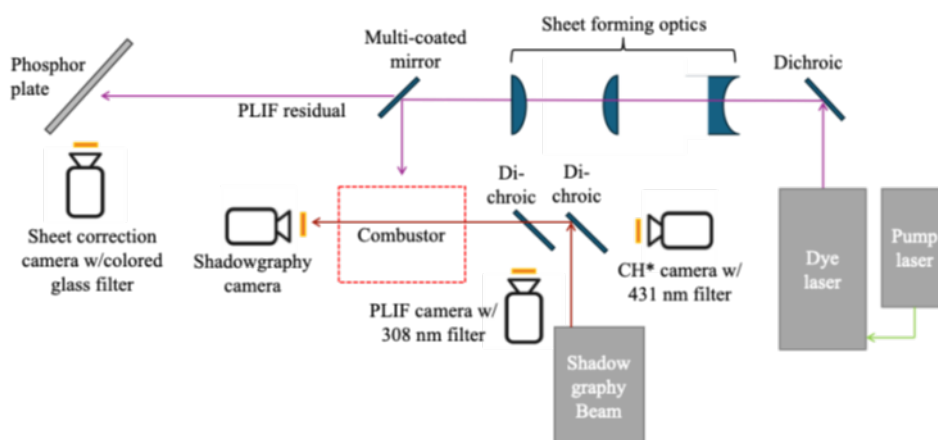 Sheet forming optics
Multi-coated
mirror
Dichroic
Phosphor
plate
PLIF residual
Di-
chroic
Di-
chroic
Combustor
Shadowgraphy
camera
Sheet correction
camera w/colored
glass filter
CH* camera w/
431 nm filter
PLIF camera w/
308 nm filter
Dye
laser
Pump
laser
Shadow
graphy
Beam